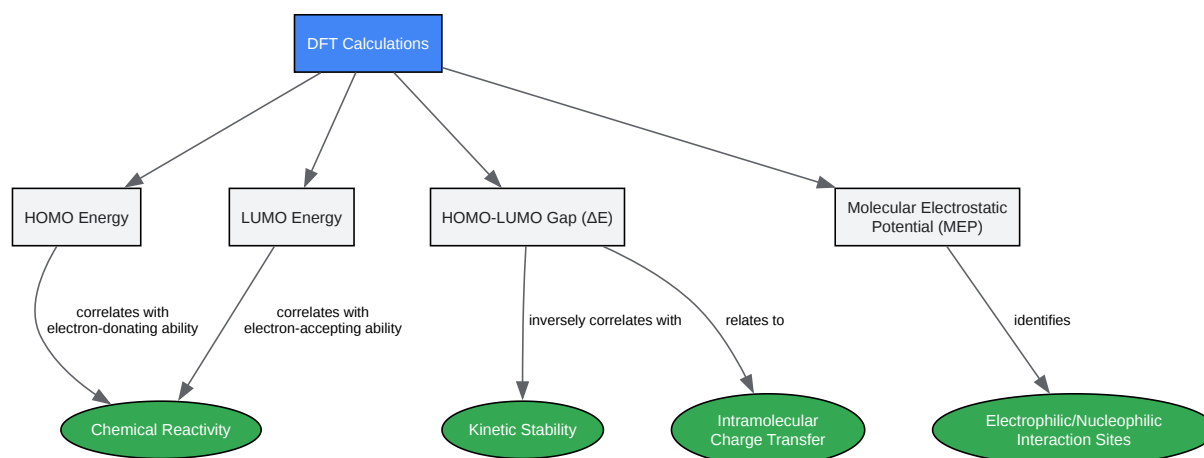 DFT Calculations
HOMO Energy
LUMO Energy
HOMO-LUMO Gap (ΔE)
Molecular Electrostatic
Potential (MEP)
correlates with
electron-donating ability
correlates with
electron-accepting ability
inversely correlates with
relates to
identifies
Chemical Reactivity
Kinetic Stability
Intramolecular
Charge Transfer
Electrophilic/Nucleophilic
Interaction Sites